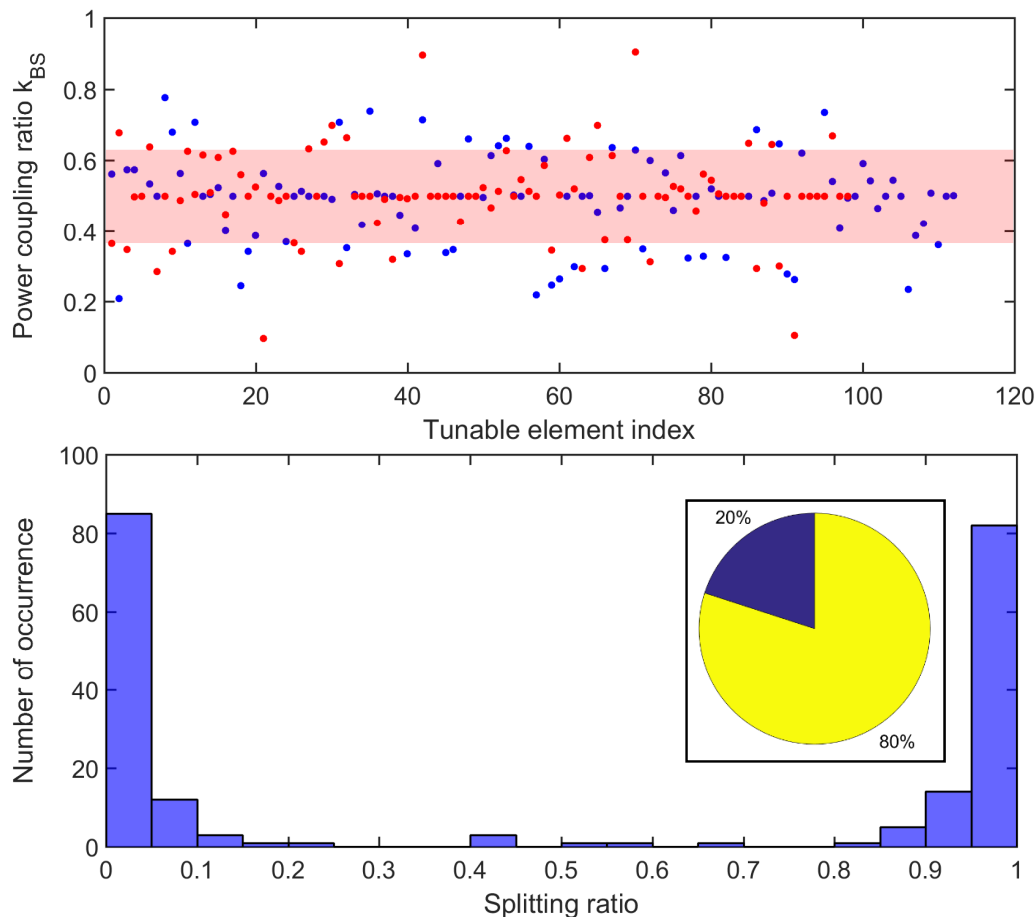 Power coupling ratio k_BS
1
0.8
0.6
0.4
0.2
0
0 20 40 60 80 100 120
Tunable element index
Number of occurrence
100
80
60
40
20
0
20%
80%
0 0.1 0.2 0.3 0.4 0.5 0.6 0.7 0.8 0.9 1
Splitting ratio